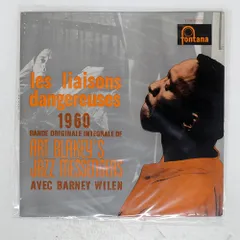 fontana
les liaisons
dangereuses
1960
BANDE ORIGINALE INTEGRALE DE
ART BLAKEY'S
JAZZ MESSENGERS
AVEC BARNEY WILEN